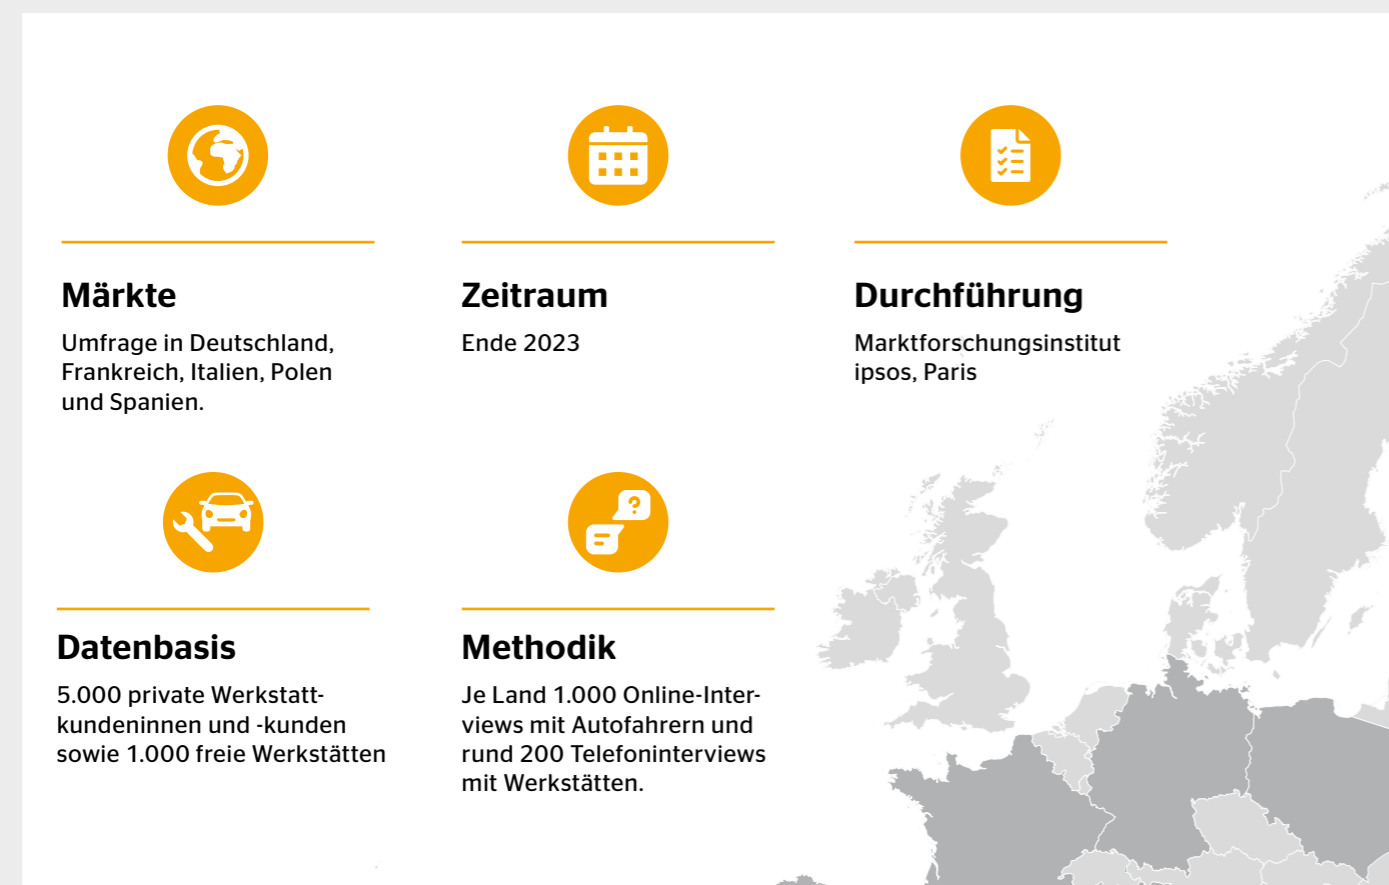 Märkte
Umfrage in Deutschland,
Frankreich, Italien, Polen
und Spanien.
Zeitraum
Ende 2023
Durchführung
Marktforschungsinstitut
ipsos, Paris
Datenbasis
5.000 private Werkstatt-
kundeninnen und -kunden
sowie 1.000 freie Werkstätten
Methodik
Je Land 1.000 Online-Inter-
views mit Autofahrern und
rund 200 Telefoninterviews
mit Werkstätten.